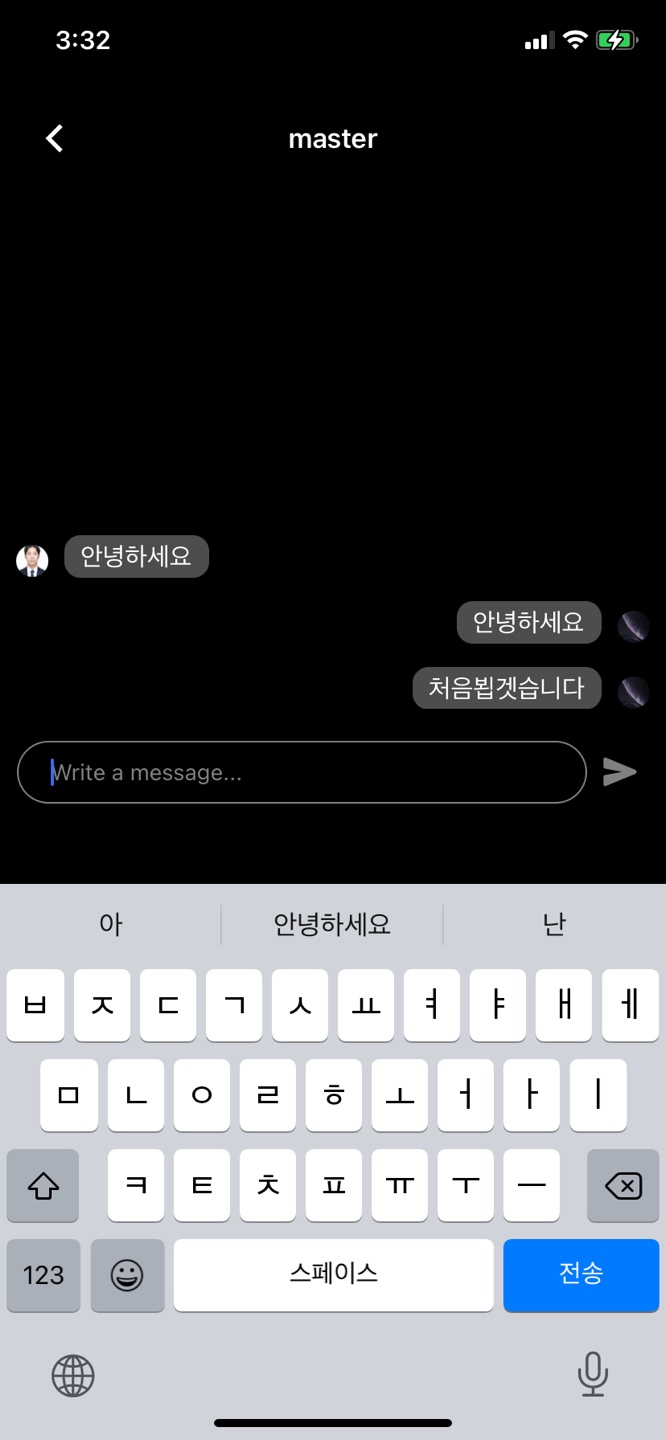 3:32
master
안녕하세요
안녕하세요
처음뵙겟습니다
Write a message...
아 안녕하세요 난
ㅂ ㅈ ㄷ ㄱ ㅅ ㅛ ㅕ ㅑ ㅐ ㅔ
ㅁ ㄴ ㅇ ㄹ ㅎ ㅗ ㅓ ㅏ ㅣ
ㅋ ㅌ ㅊ ㅍ ㅠ ㅜ ㅡ
123 스페이스 전송